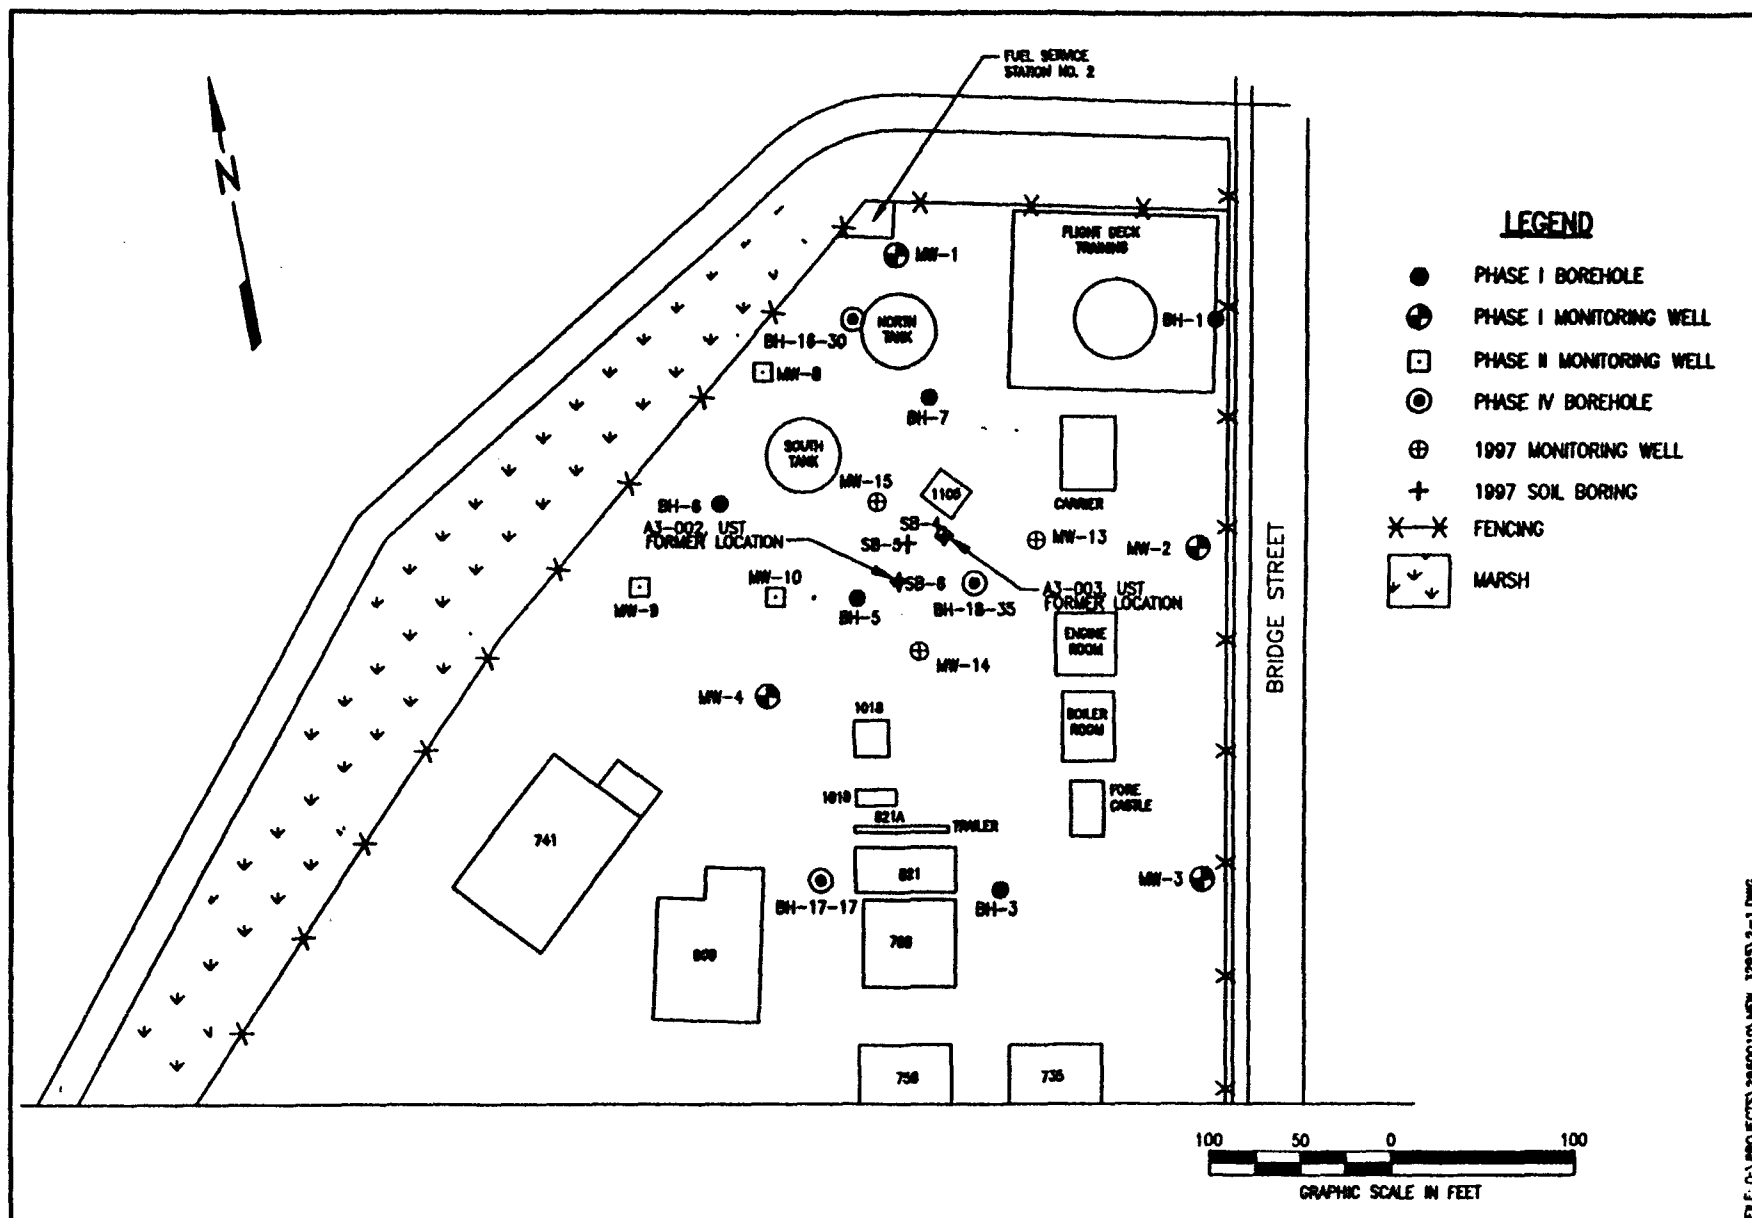 FUEL SERVICE
STATION NO. 2
N
FLIGHT DECK
TRAINING
MW-1
NORTH
TANK
BH-1
BH-16-30
MW-8
BH-7
SOUTH
TANK
MW-15
1105
CARRIER
BH-6
SB-4
A3-002, UST
FORMER LOCATION
SB-5
MW-13
MW-2
MW-10
SB-6
A3-003, UST
FORMER LOCATION
MW-9
BH-5
BH-18-35
ENGINE
ROOM
MW-14
MW-4
1018
BOILER
ROOM
1019
FORE
CASTLE
821A
TRAILER
741
821
MW-3
BH-17-17
BH-3
809
756
735
BRIDGE STREET
LEGEND
PHASE I BOREHOLE
PHASE I MONITORING WELL
PHASE II MONITORING WELL
PHASE IV BOREHOLE
1997 MONITORING WELL
1997 SOIL BORING
FENCING
MARSH
100 50 0 100
GRAPHIC SCALE IN FEET